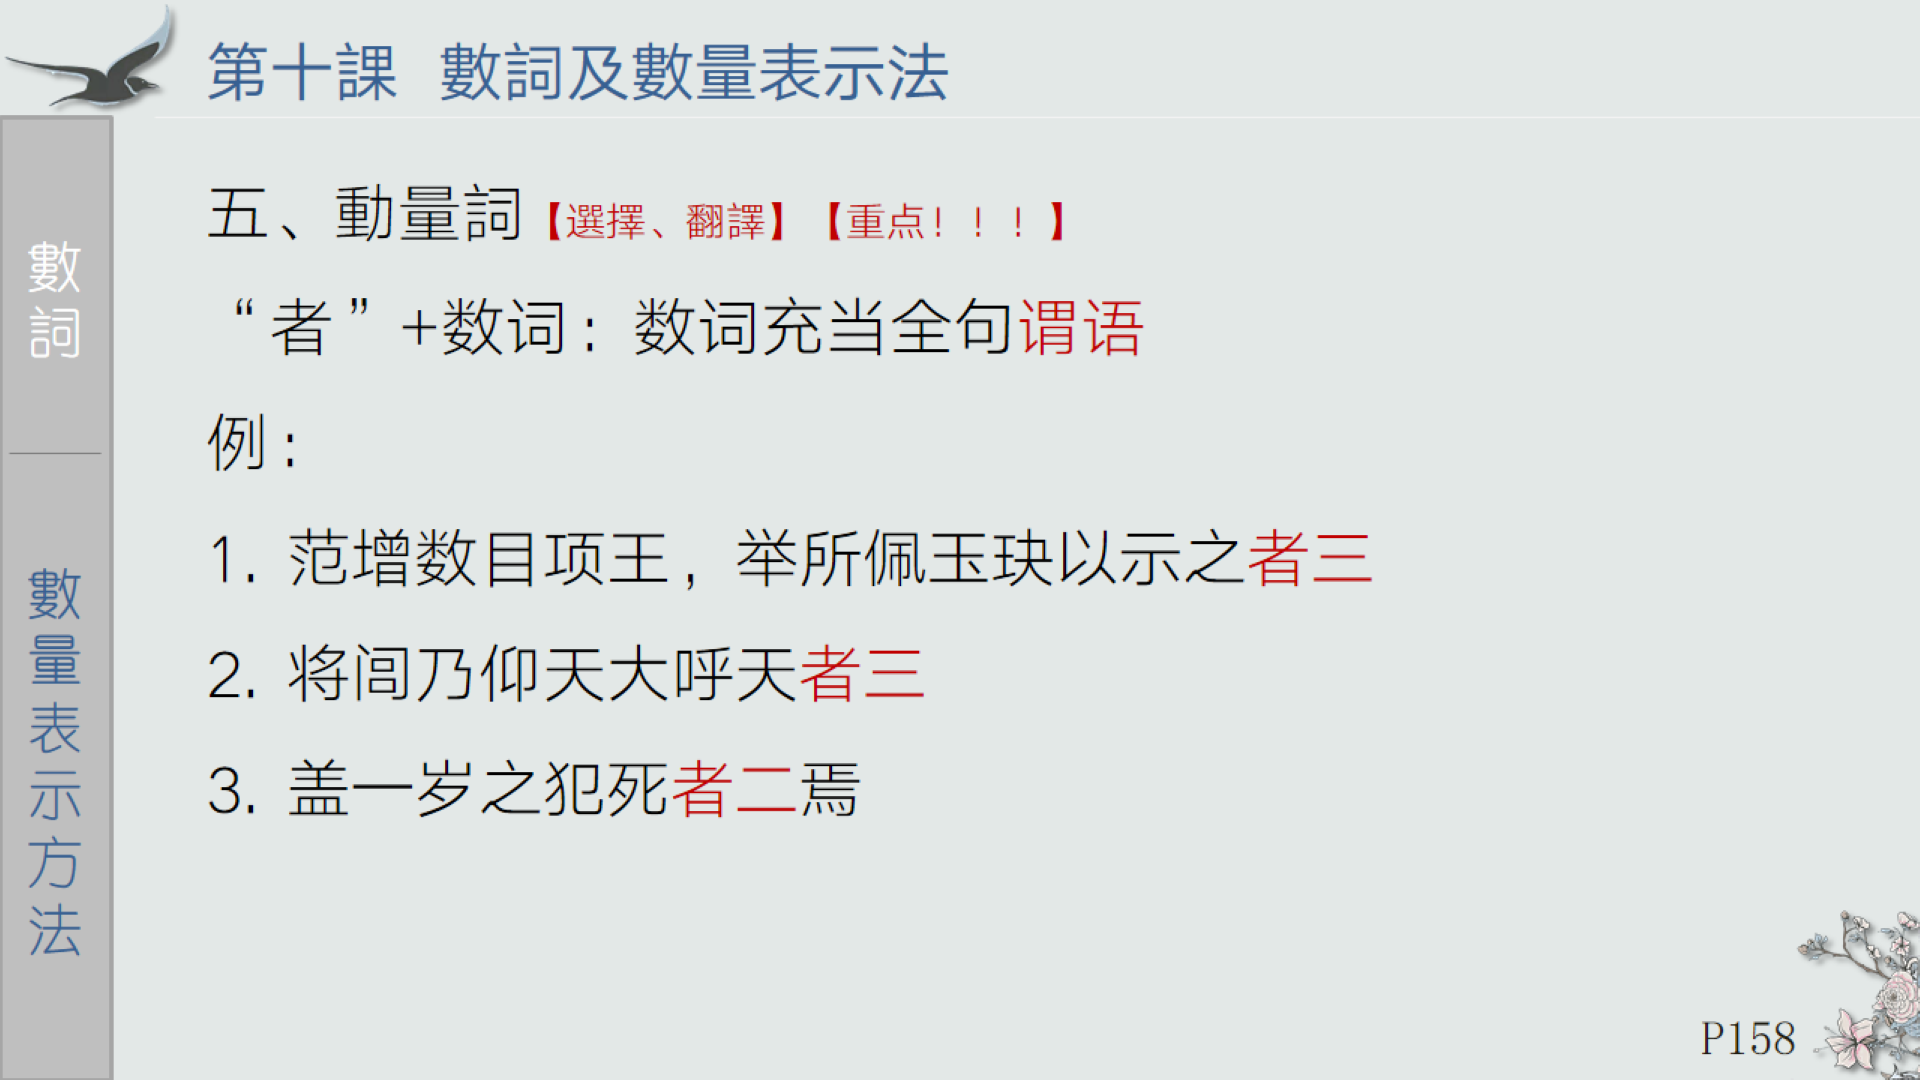 第十課 數詞及數量表示法
數詞
數量表示方法
五、動量詞【選擇、翻譯】【重点！！！】
“者”+数词：数词充当全句谓语
例：
1. 范增数目项王，举所佩玉玦以示之者三
2. 将闾乃仰天大呼天者三
3. 盖一岁之犯死者二焉
P158